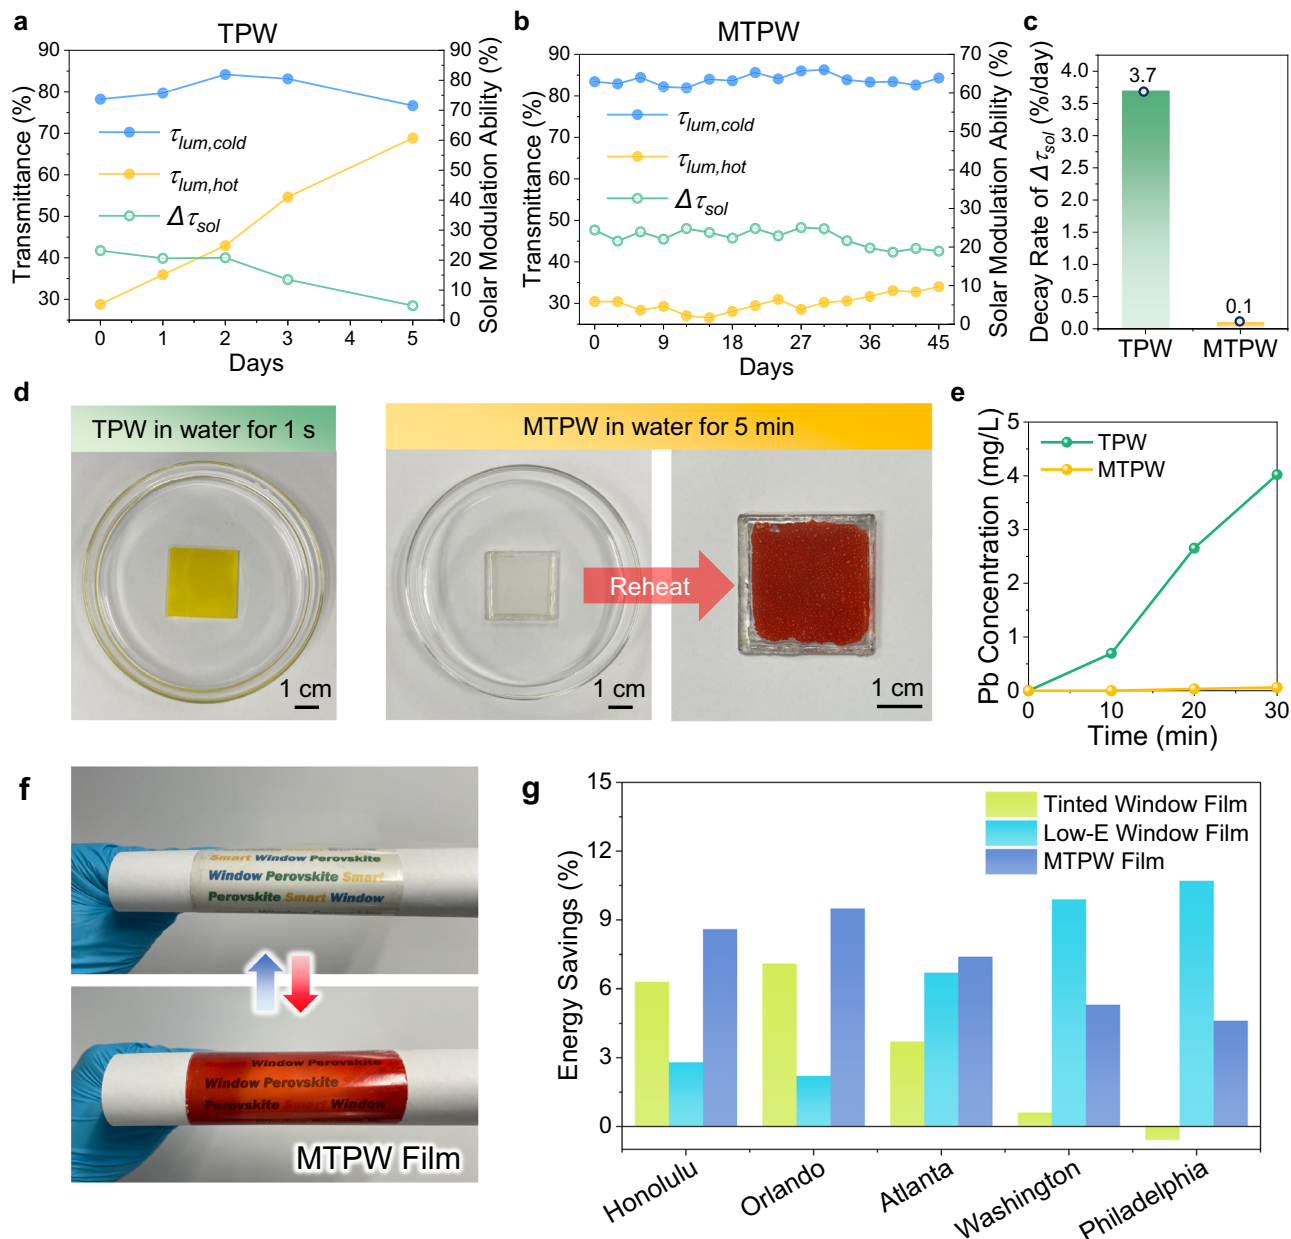 a
TPW
90
80
70
60
50
40
30
Transmittance (%)
90
80
70
60
50
40
30
20
10
0
Solar Modulation Ability (%)
τlum,cold
τlum,hot
Δτsol
0 1 2 3 4 5
Days
b
MTPW
90
80
70
60
50
40
30
Transmittance (%)
70
60
50
40
30
20
10
0
Solar Modulation Ability (%)
τlum,cold
τlum,hot
Δτsol
0 9 18 27 36 45
Days
c
4.0
3.5
3.0
2.5
2.0
1.5
1.0
0.5
0.0
Decay Rate of Δτsol (%/day)
3.7
0.1
TPW MTPW
d
TPW in water for 1 s
MTPW in water for 5 min
Reheat
1 cm
1 cm
1 cm
e
5
4
3
2
1
0
Pb Concentration (mg/L)
TPW
MTPW
0 10 20 30
Time (min)
f
Smart Window Perovskite
Window Perovskite Smart
Perovskite Smart Window
Window Perovskite
Window Perovskite
Perovskite Smart Window
MTPW Film
g
15
12
9
6
3
0
Energy Savings (%)
Tinted Window Film
Low-E Window Film
MTPW Film
Honolulu
Orlando
Atlanta
Washington
Philadelphia